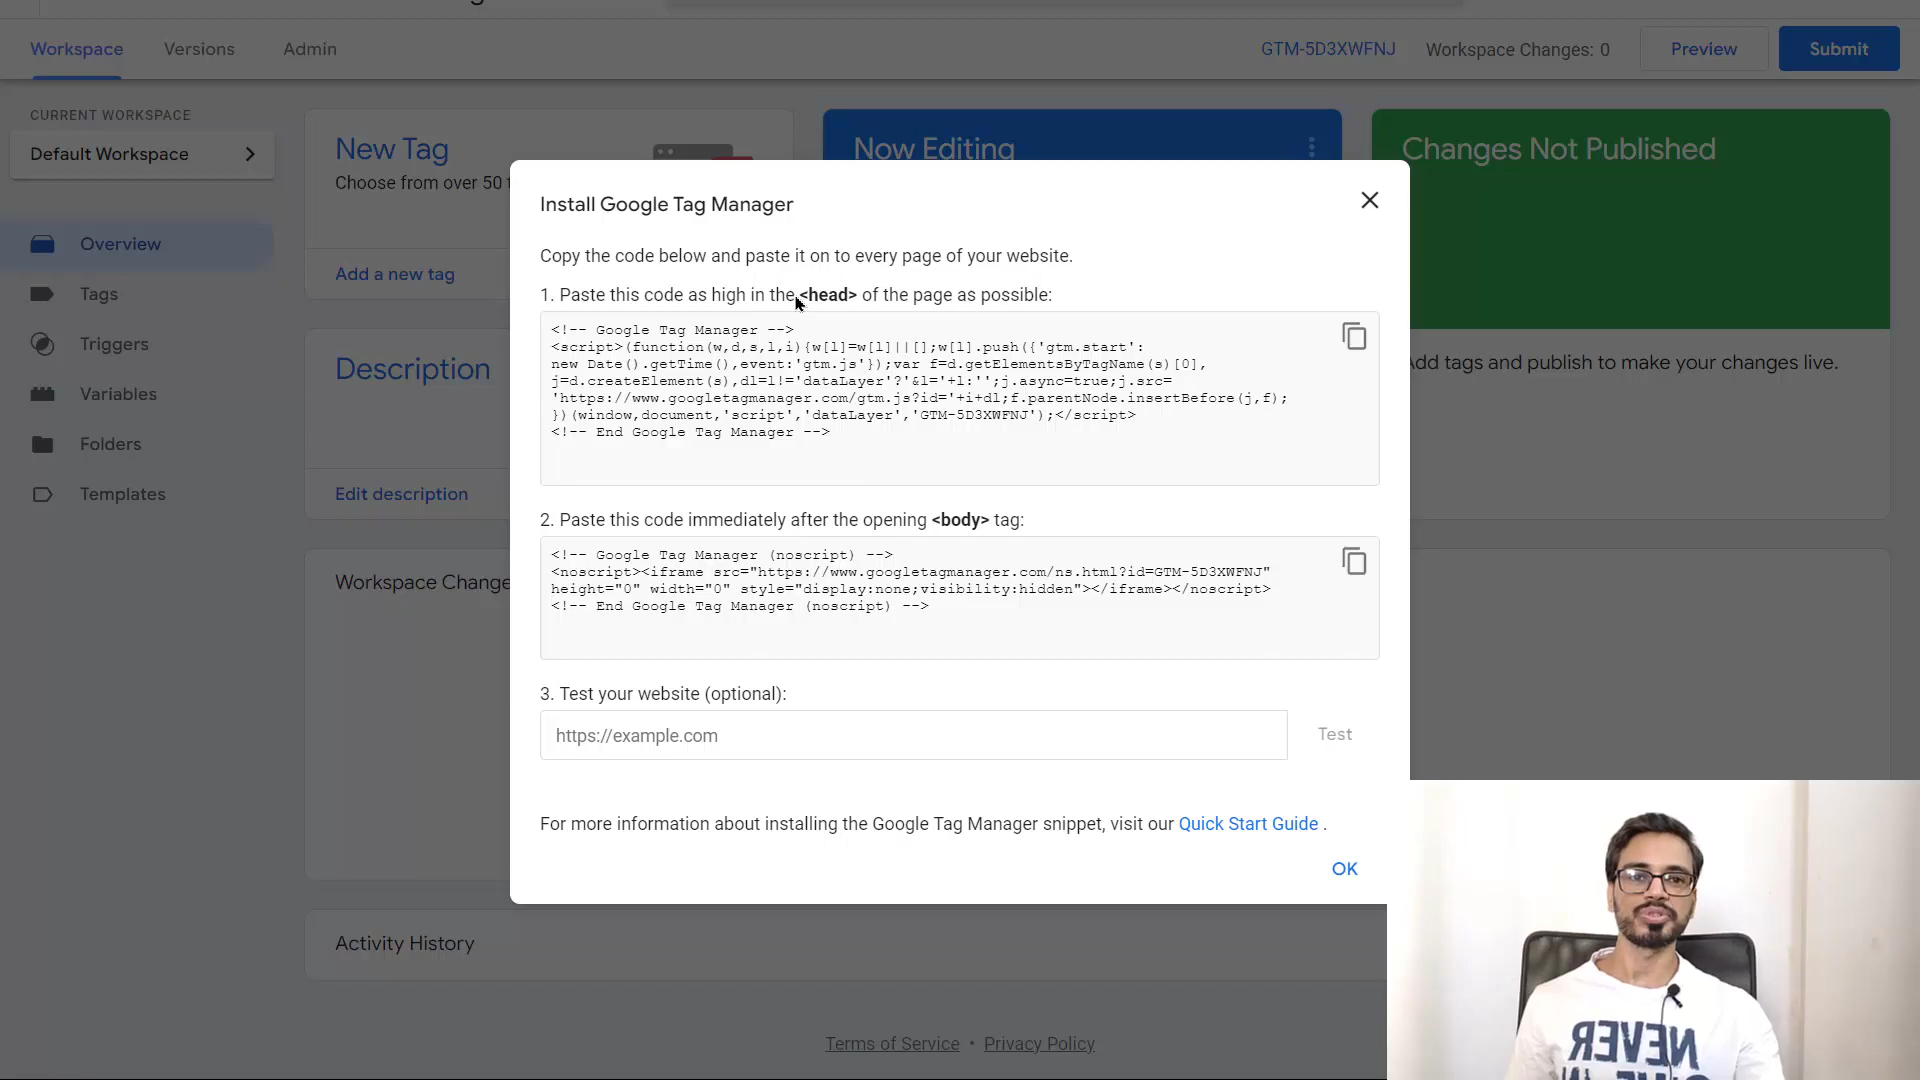 Workspace
Versions
Admin
GTM-5D3XWFNJ
Workspace Changes: 0
Preview
Submit
CURRENT WORKSPACE
Default Workspace
Overview
Tags
Triggers
Variables
Folders
Templates
New Tag
Choose from over 50
Add a new tag
Now Editing
Changes Not Published
Add tags and publish to make your changes live.
Description
Edit description
Workspace Change
Activity History
Install Google Tag Manager
Copy the code below and paste it on to every page of your website.
1. Paste this code as high in the <head> of the page as possible:
<!-- Google Tag Manager -->
<script>(function(w,d,s,l,i){w[l]=w[l]||[];w[l].push({'gtm.start':
new Date().getTime(),event:'gtm.js'});var f=d.getElementsByTagName(s)[0],
j=d.createElement(s),dl=l!='dataLayer'?'&l='+l:'';j.async=true;j.src=
'https://www.googletagmanager.com/gtm.js?id='+i+dl;f.parentNode.insertBefore(j,f);
})(window,document,'script','dataLayer','GTM-5D3XWFNJ');</script>
<!-- End Google Tag Manager -->
2. Paste this code immediately after the opening <body> tag:
<!-- Google Tag Manager (noscript) -->
<noscript><iframe src="https://www.googletagmanager.com/ns.html?id=GTM-5D3XWFNJ"
height="0" width="0" style="display:none;visibility:hidden"></iframe></noscript>
<!-- End Google Tag Manager (noscript) -->
3. Test your website (optional):
https://example.com
Test
For more information about installing the Google Tag Manager snippet, visit our Quick Start Guide .
OK
Terms of Service • Privacy Policy
NEVER